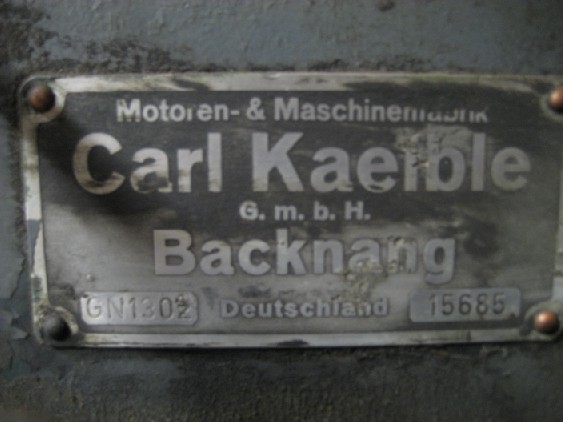 Motoren- & Maschinenfabrik
Carl Kaelble
G. m. b. H.
Backnang
GN1302 Deutschland 15685